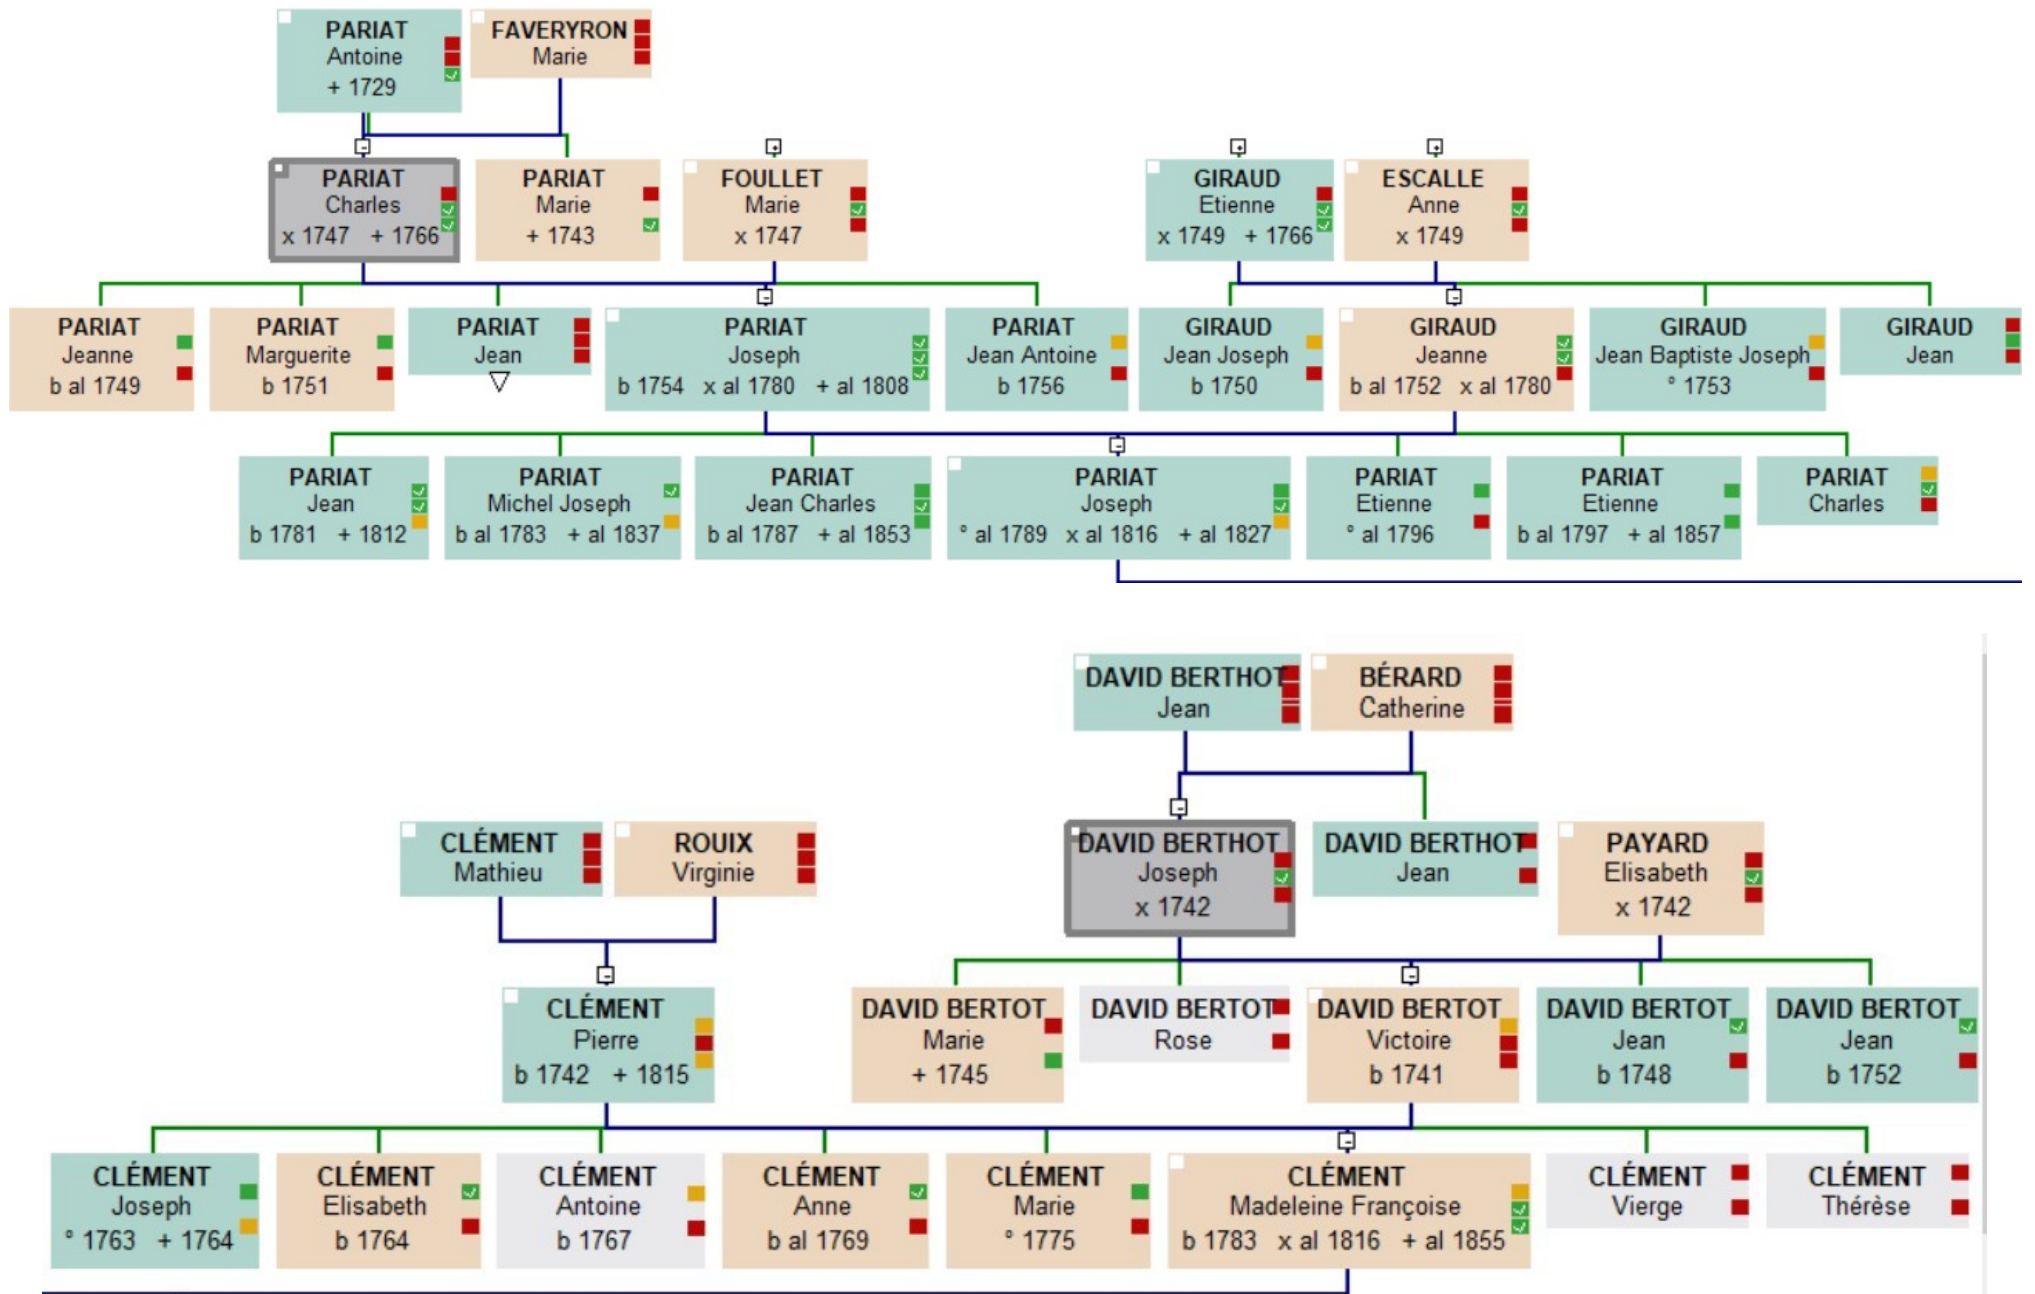 PARIAT
Antoine
+ 1729
FAVERYRON
Marie
PARIAT
Charles
x 1747 + 1766
PARIAT
Marie
+ 1743
FOULLET
Marie
x 1747
GIRAUD
Etienne
x 1749 + 1766
ESCALLE
Anne
x 1749
PARIAT
Jeanne
b al 1749
PARIAT
Marguerite
b 1751
PARIAT
Jean
PARIAT
Joseph
b 1754 x al 1780 + al 1808
PARIAT
Jean Antoine
b 1756
GIRAUD
Jean Joseph
b 1750
GIRAUD
Jeanne
b al 1752 x al 1780
GIRAUD
Jean Baptiste Joseph
° 1753
GIRAUD
Jean
PARIAT
Jean
b 1781 + 1812
PARIAT
Michel Joseph
b al 1783 + al 1837
PARIAT
Jean Charles
b al 1787 + al 1853
PARIAT
Joseph
° al 1789 x al 1816 + al 1827
PARIAT
Etienne
° al 1796
PARIAT
Etienne
b al 1797 + al 1857
PARIAT
Charles
DAVID BERTHOT
Jean
BÉRARD
Catherine
CLÉMENT
Mathieu
ROUIX
Virginie
DAVID BERTHOT
Joseph
x 1742
DAVID BERTHOT
Jean
PAYARD
Elisabeth
x 1742
CLÉMENT
Pierre
b 1742 + 1815
DAVID BERTOT
Marie
+ 1745
DAVID BERTOT
Rose
DAVID BERTOT
Victoire
b 1741
DAVID BERTOT
Jean
b 1748
DAVID BERTOT
Jean
b 1752
CLÉMENT
Joseph
° 1763 + 1764
CLÉMENT
Elisabeth
b 1764
CLÉMENT
Antoine
b 1767
CLÉMENT
Anne
b al 1769
CLÉMENT
Marie
° 1775
CLÉMENT
Madeleine Françoise
b 1783 x al 1816 + al 1855
CLÉMENT
Vierge
CLÉMENT
Thérèse